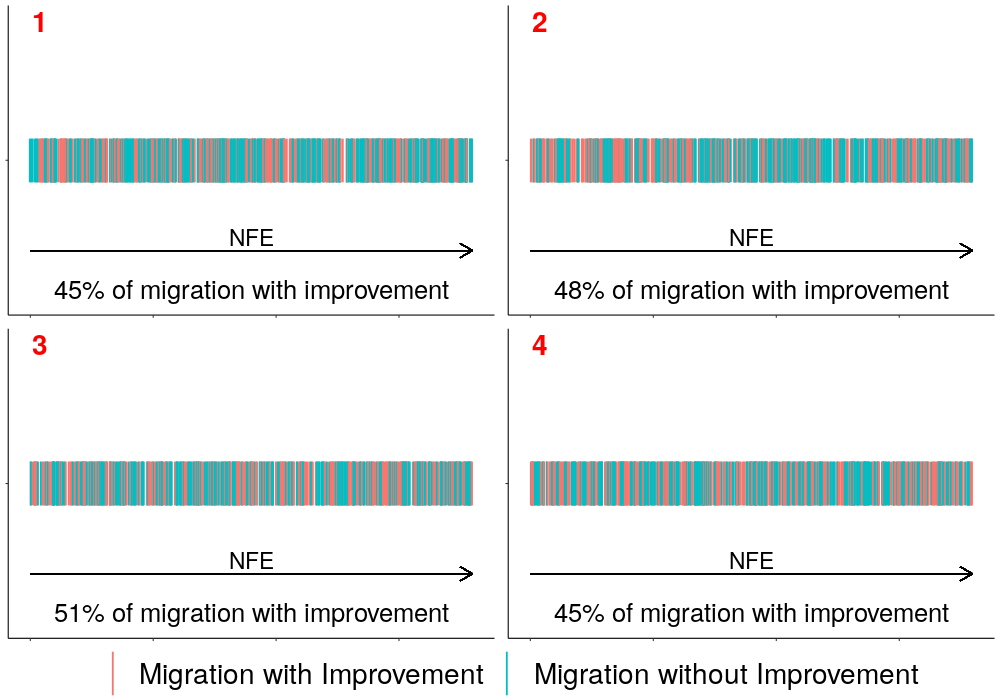 1
NFE
45% of migration with improvement
2
NFE
48% of migration with improvement
3
NFE
51% of migration with improvement
4
NFE
45% of migration with improvement
Migration with Improvement
Migration without Improvement